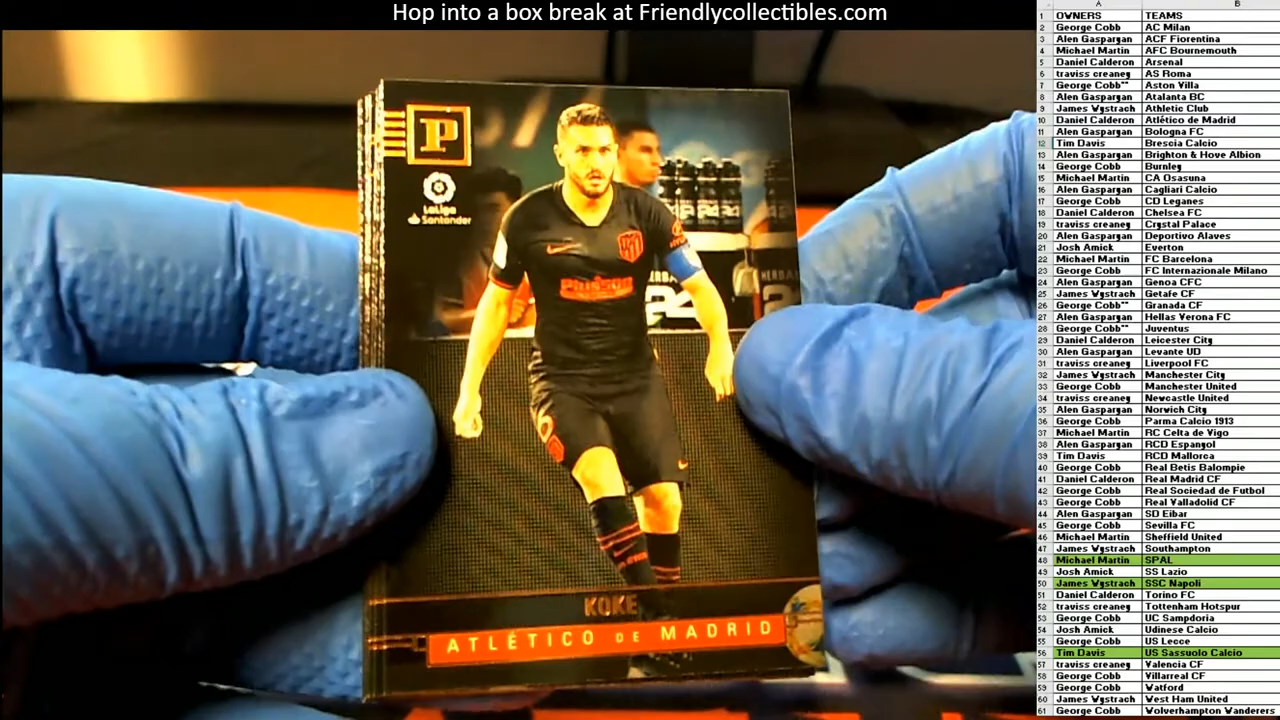 Hop into a box break at Friendlycollectibles.com
P
LaLiga
Santander
Plus500
KOKE
ATLÉTICO DE MADRID
A B
1 OWNERS TEAMS
2 George Cobb AC Milan
3 Alen Gaspargan ACF Fiorentina
4 Michael Martin AFC Bournemouth
5 Daniel Calderon Arsenal
6 traviss creaney AS Roma
7 George Cobb** Aston Villa
8 Alen Gaspargan Atalanta BC
9 James Wystrach Athletic Club
10 Daniel Calderon Atlético de Madrid
11 Alen Gaspargan Bologna FC
12 Tim Davis Brescia Calcio
13 Alen Gaspargan Brighton & Hove Albion
14 George Cobb Burnley
15 Michael Martin CA Osasuna
16 Alen Gaspargan Cagliari Calcio
17 George Cobb CD Leganes
18 Daniel Calderon Chelsea FC
19 traviss creaney Crystal Palace
20 Alen Gaspargan Deportivo Alaves
21 Josh Amick Everton
22 Michael Martin FC Barcelona
23 George Cobb FC Internazionale Milano
24 Alen Gaspargan Genoa CFC
25 James Wystrach Getafe CF
26 George Cobb** Granada CF
27 Alen Gaspargan Hellas Verona FC
28 George Cobb** Juventus
29 Daniel Calderon Leicester City
30 Alen Gaspargan Levante UD
31 traviss creaney Liverpool FC
32 James Wystrach Manchester City
33 George Cobb Manchester United
34 traviss creaney Newcastle United
35 Alen Gaspargan Norwich City
36 George Cobb Parma Calcio 1913
37 Michael Martin RC Celta de Vigo
38 Alen Gaspargan RCD Espanyol
39 Tim Davis RCD Mallorca
40 George Cobb Real Betis Balompie
41 Daniel Calderon Real Madrid CF
42 George Cobb Real Sociedad de Futbol
43 George Cobb Real Valladolid CF
44 Alen Gaspargan SD Eibar
45 George Cobb Sevilla FC
46 Michael Martin Sheffield United
47 James Wystrach Southampton
48 Michael Martin SPAL
49 Josh Amick SS Lazio
50 James Wystrach SSC Napoli
51 Daniel Calderon Torino FC
52 traviss creaney Tottenham Hotspur
53 George Cobb UC Sampdoria
54 Josh Amick Udinese Calcio
55 George Cobb US Lecce
56 Tim Davis US Sassuolo Calcio
57 traviss creaney Valencia CF
58 George Cobb Villarreal CF
59 George Cobb Watford
60 James Wystrach West Ham United
61 George Cobb Wolverhampton Wanderers